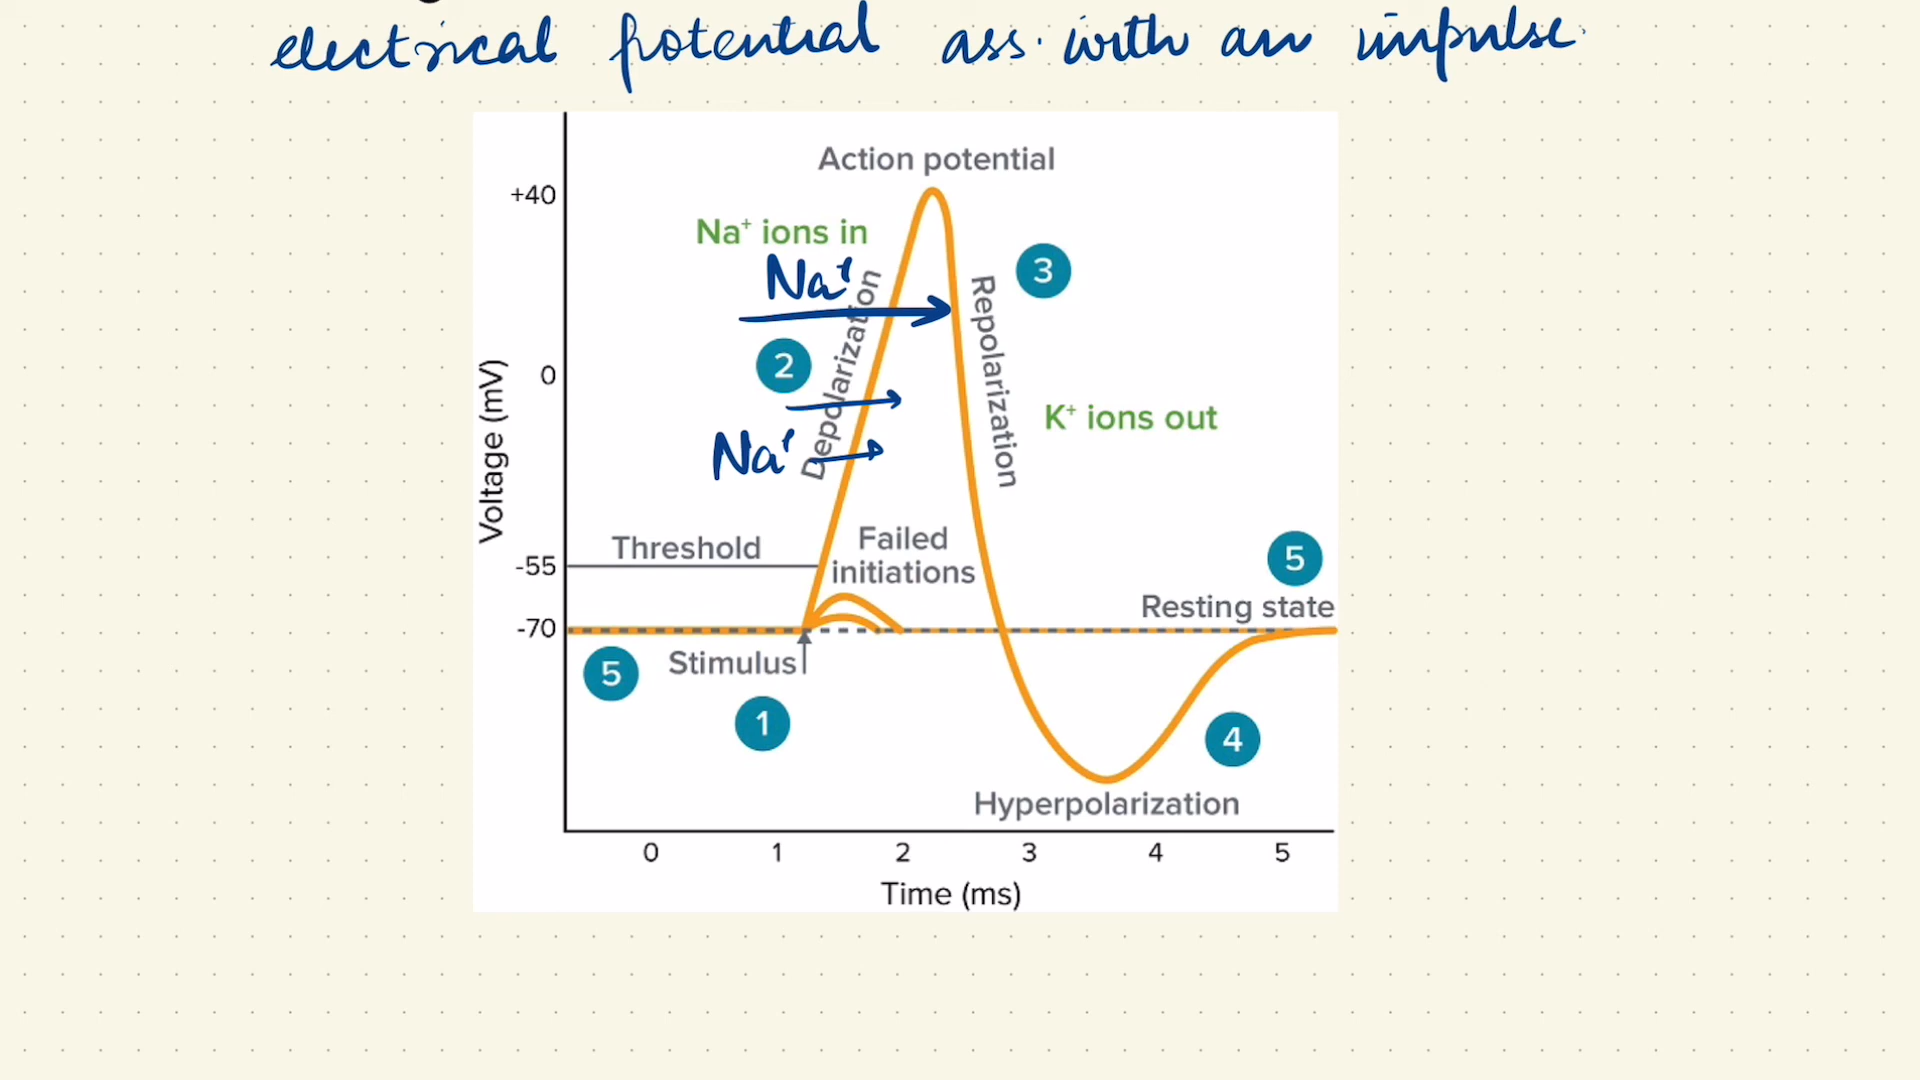 electrical potential ass. with an impulse.
Action potential
+40
Na⁺ ions in
Na⁺
3
Depolarization
Repolarization
2
0
K⁺ ions out
Na⁺
Voltage (mV)
Threshold
Failed
initiations
-55
5
Resting state
-70
Stimulus
5
1
4
Hyperpolarization
0 1 2 3 4 5
Time (ms)